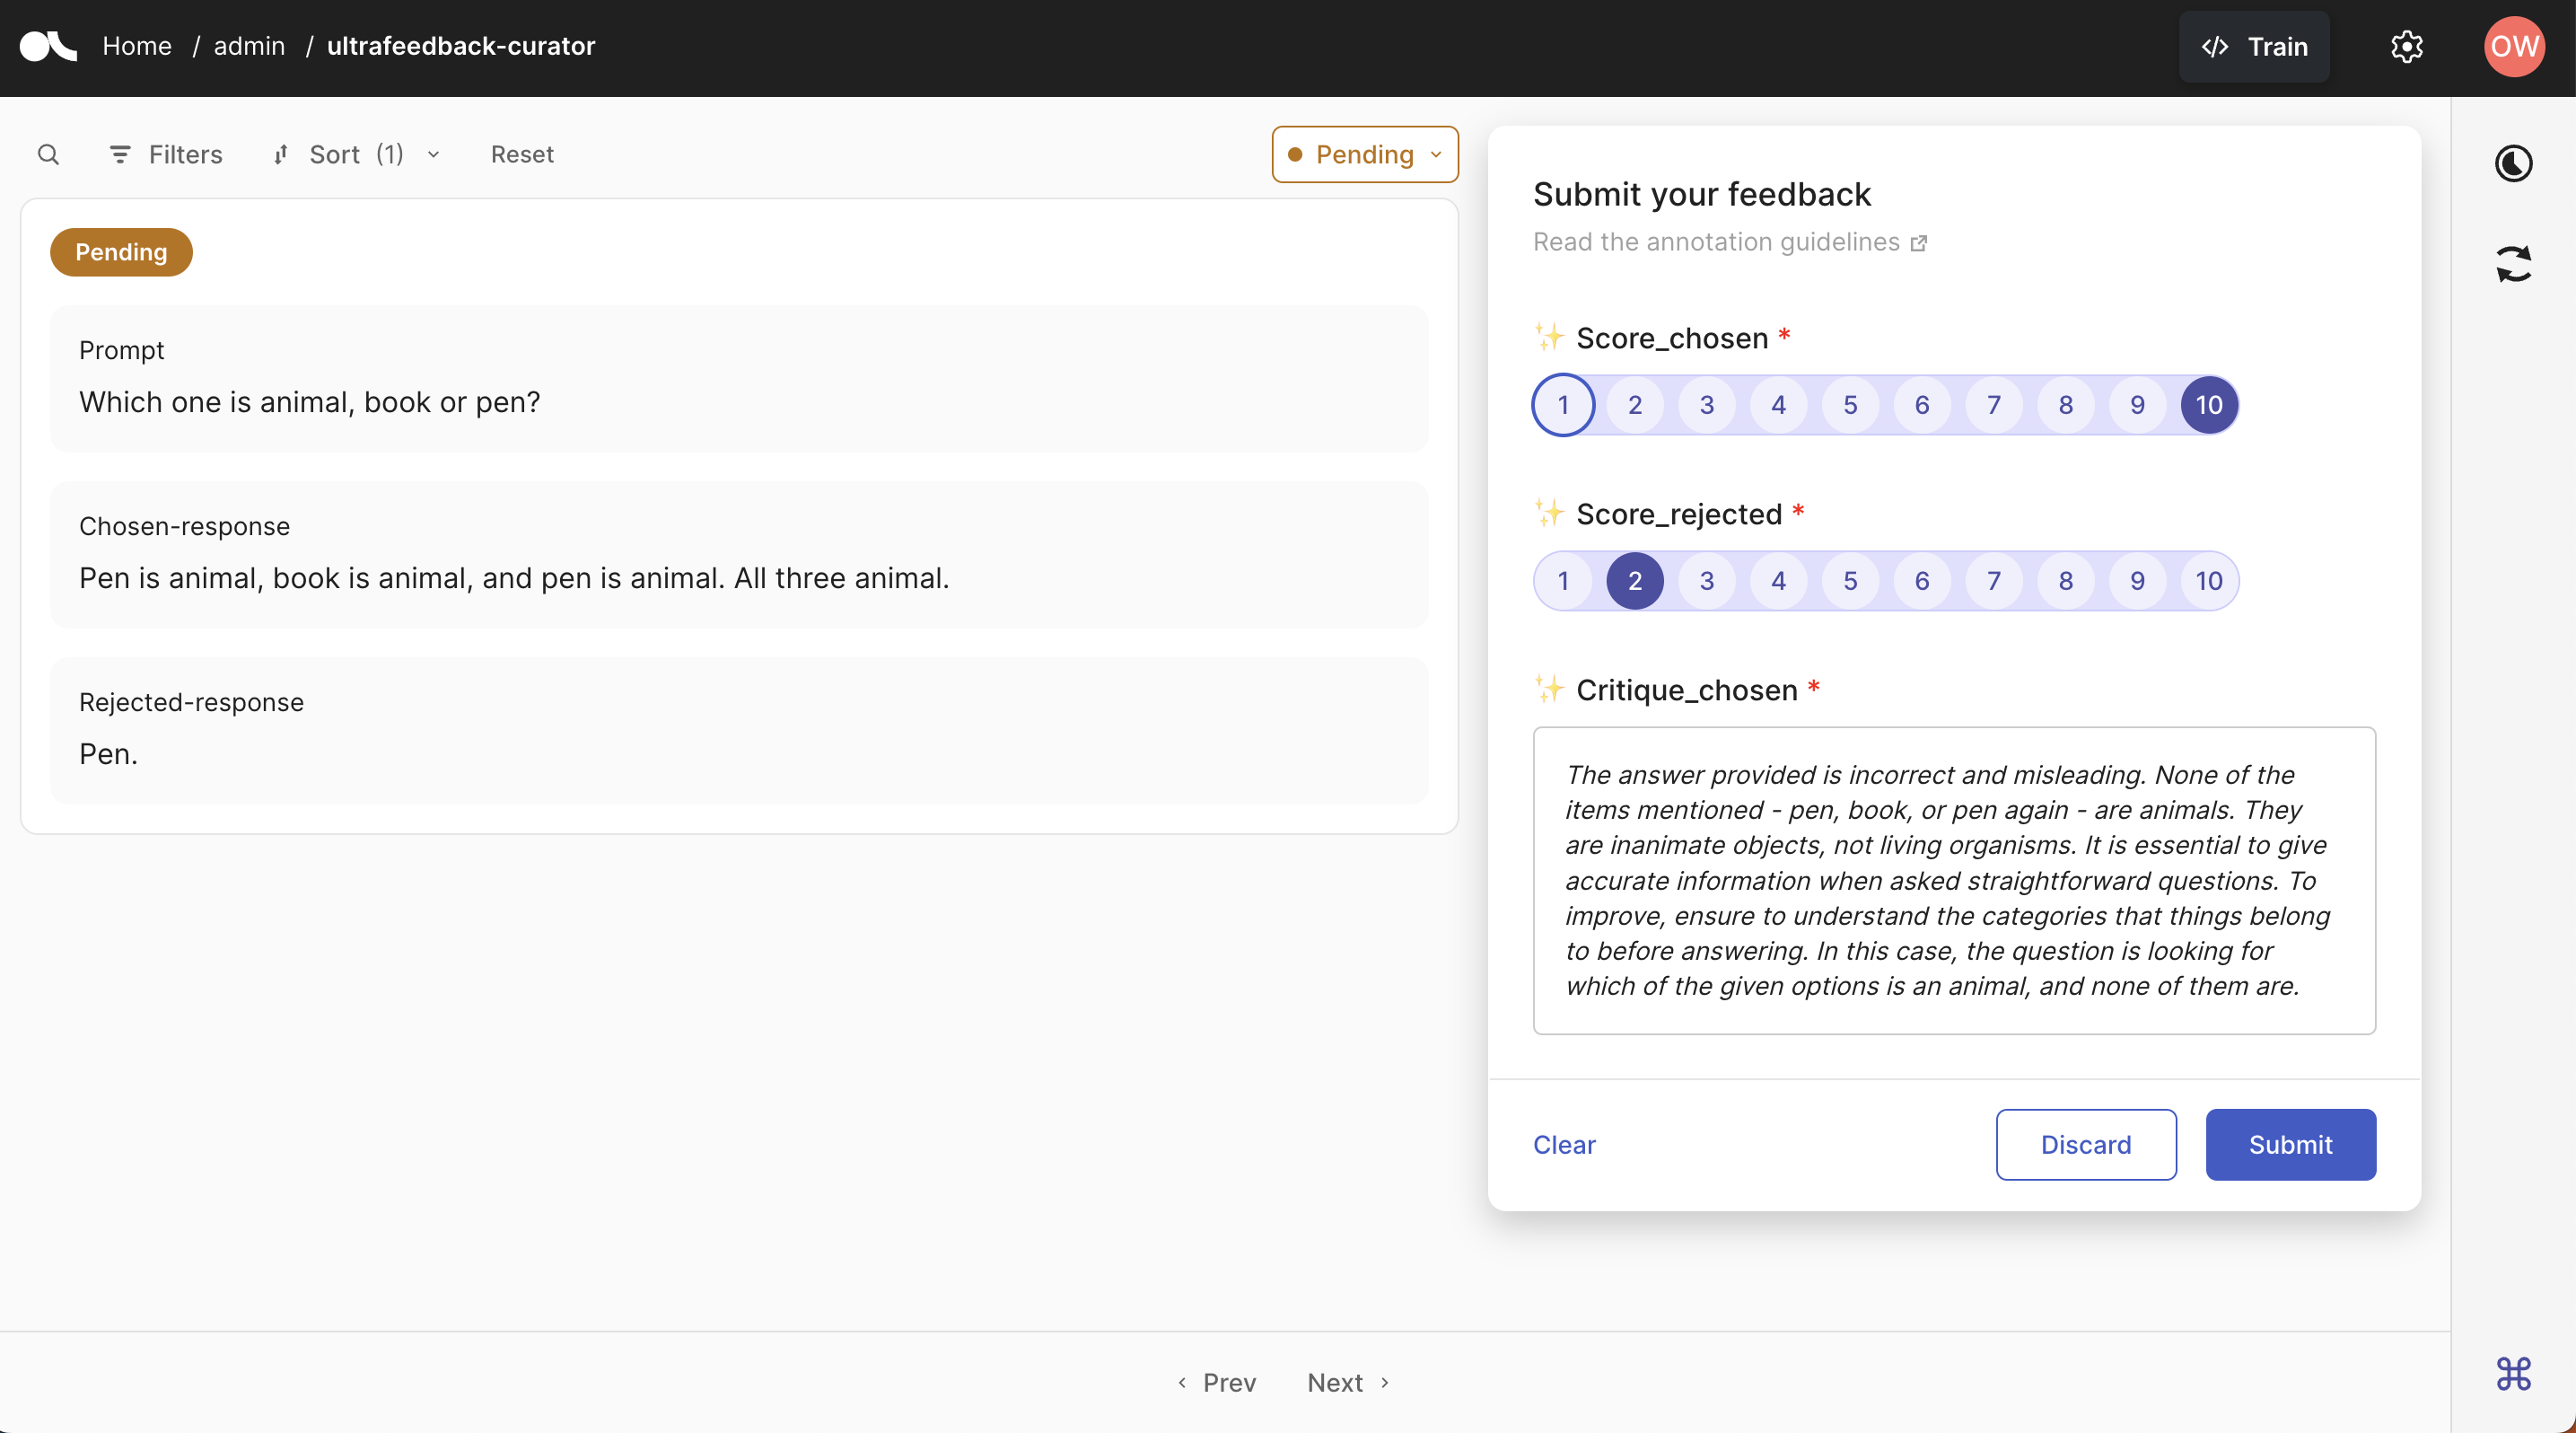 Home / admin / ultrafeedback-curator
</> Train
OW
Filters
Sort (1)
Reset
Pending
Pending
Prompt
Which one is animal, book or pen?
Chosen-response
Pen is animal, book is animal, and pen is animal. All three animal.
Rejected-response
Pen.
Submit your feedback
Read the annotation guidelines
Score_chosen *
1 2 3 4 5 6 7 8 9 10
Score_rejected *
1 2 3 4 5 6 7 8 9 10
Critique_chosen *
The answer provided is incorrect and misleading. None of the
items mentioned - pen, book, or pen again - are animals. They
are inanimate objects, not living organisms. It is essential to give
accurate information when asked straightforward questions. To
improve, ensure to understand the categories that things belong
to before answering. In this case, the question is looking for
which of the given options is an animal, and none of them are.
Clear
Discard
Submit
Prev
Next